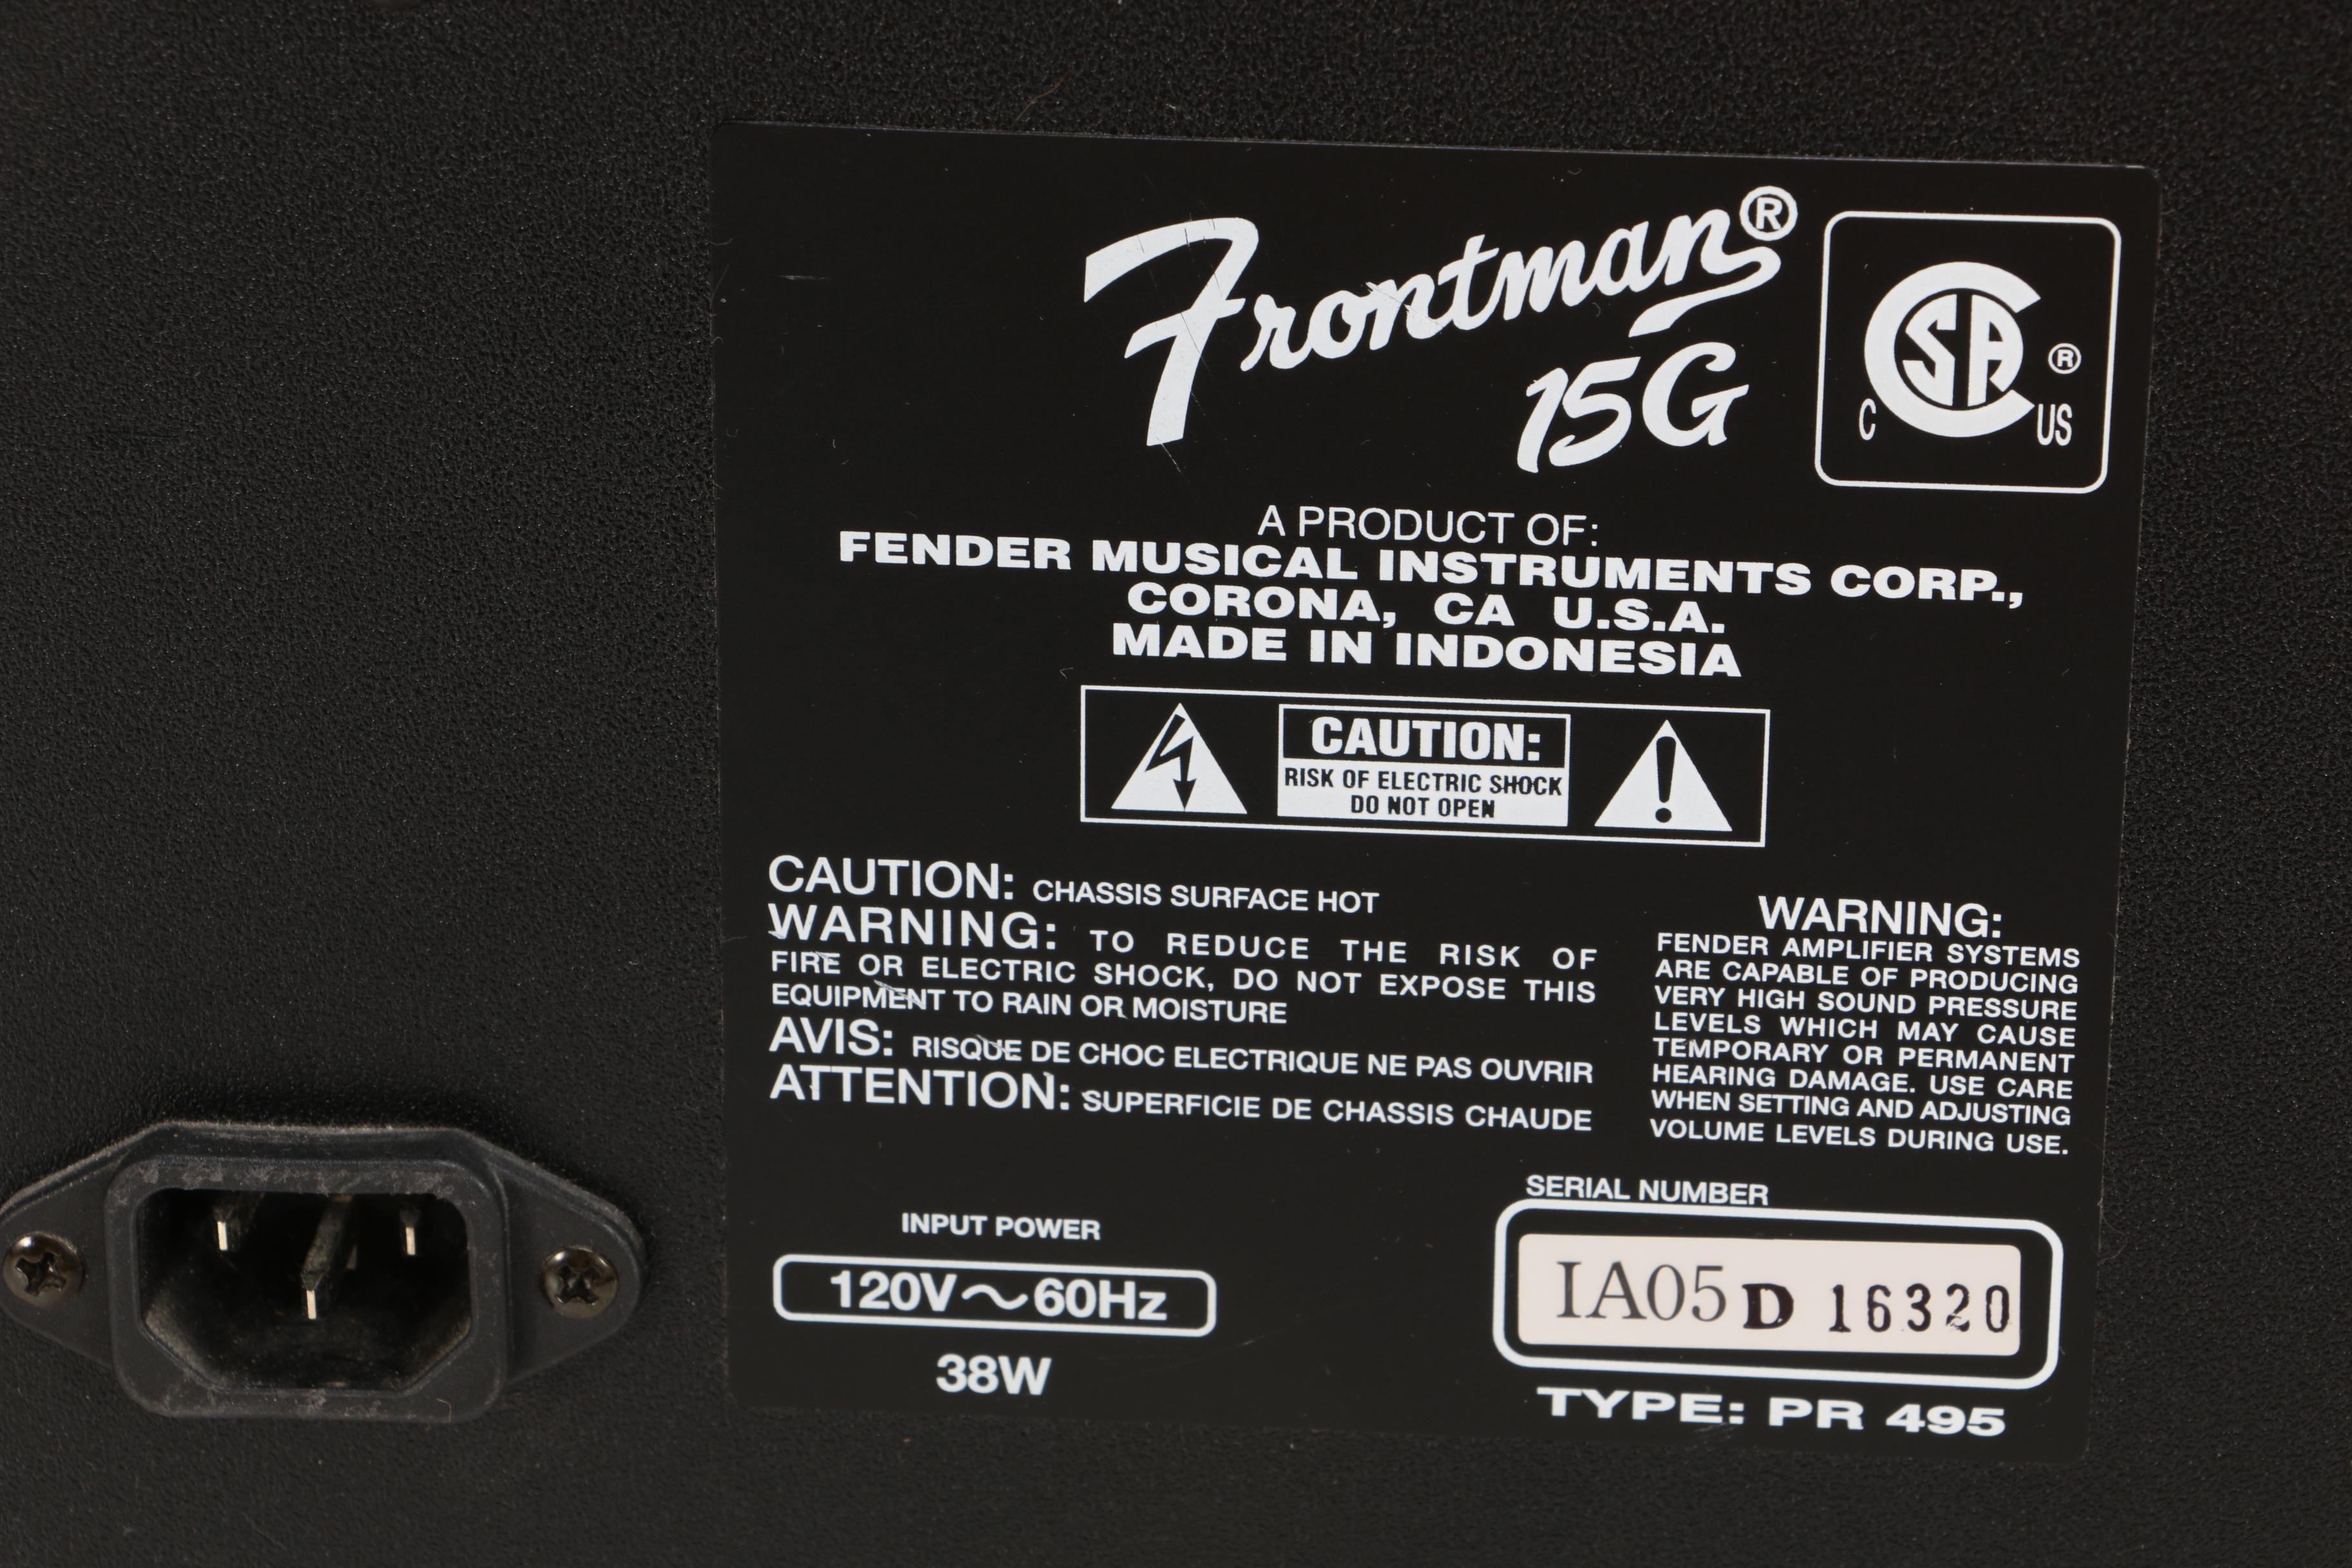 Frontman®
15G
CSA®
C US
A PRODUCT OF:
FENDER MUSICAL INSTRUMENTS CORP.,
CORONA, CA U.S.A.
MADE IN INDONESIA
CAUTION:
RISK OF ELECTRIC SHOCK
DO NOT OPEN
CAUTION: CHASSIS SURFACE HOT
WARNING: TO REDUCE THE RISK OF
FIRE OR ELECTRIC SHOCK, DO NOT EXPOSE THIS
EQUIPMENT TO RAIN OR MOISTURE
AVIS: RISQUE DE CHOC ELECTRIQUE NE PAS OUVRIR
ATTENTION: SUPERFICIE DE CHASSIS CHAUDE
WARNING:
FENDER AMPLIFIER SYSTEMS
ARE CAPABLE OF PRODUCING
VERY HIGH SOUND PRESSURE
LEVELS WHICH MAY CAUSE
TEMPORARY OR PERMANENT
HEARING DAMAGE. USE CARE
WHEN SETTING AND ADJUSTING
VOLUME LEVELS DURING USE.
INPUT POWER
120V～60Hz
38W
SERIAL NUMBER
IA05 D 16320
TYPE: PR 495